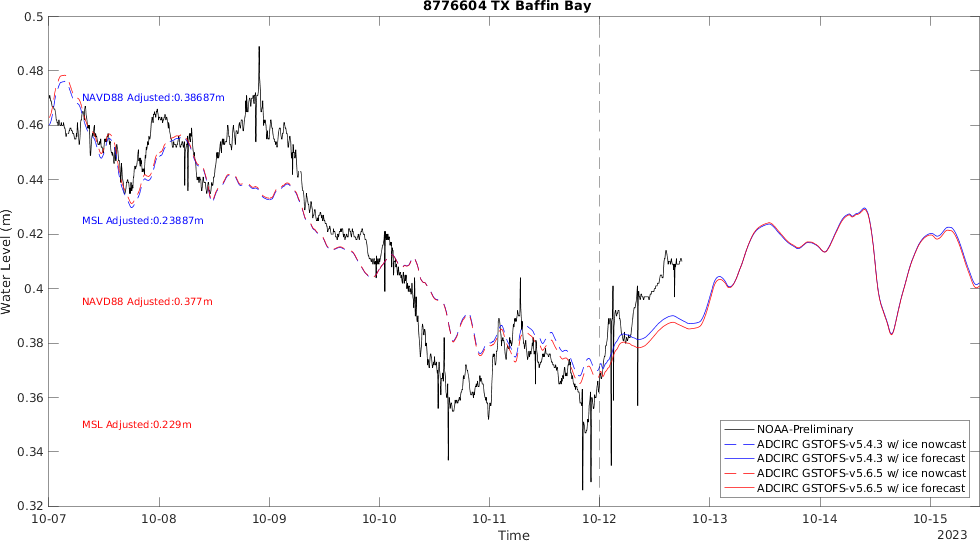 8776604 TX Baffin Bay
0.5
0.48
0.46
0.44
0.42
0.4
0.38
0.36
0.34
0.32
Water Level (m)
NAVD88 Adjusted:0.38687m
MSL Adjusted:0.23887m
NAVD88 Adjusted:0.377m
MSL Adjusted:0.229m
NOAA-Preliminary
ADCIRC GSTOFS-v5.4.3 w/ ice nowcast
ADCIRC GSTOFS-v5.4.3 w/ ice forecast
ADCIRC GSTOFS-v5.6.5 w/ ice nowcast
ADCIRC GSTOFS-v5.6.5 w/ ice forecast
10-07 10-08 10-09 10-10 10-11 10-12 10-13 10-14 10-15
Time
2023